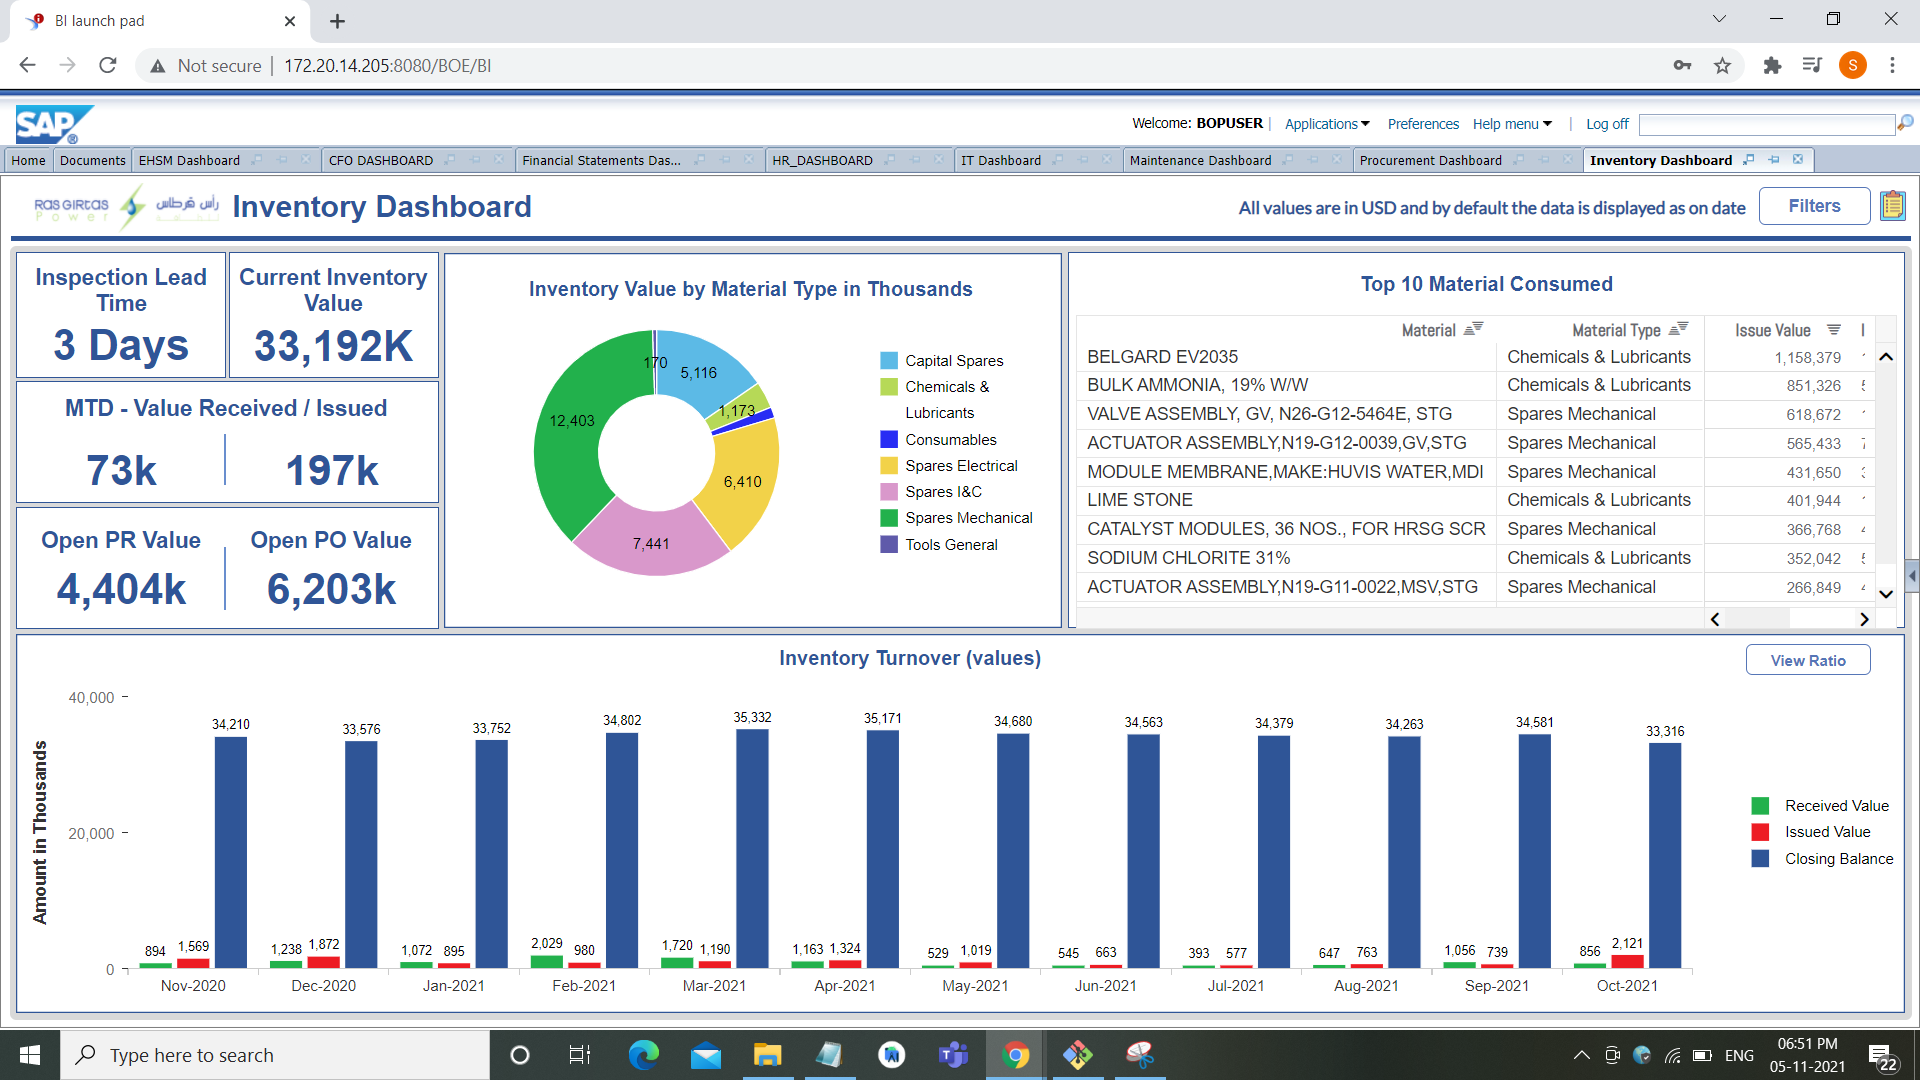 BI launch pad
Not secure
172.20.14.205:8080/BOE/BI
S
SAP
Welcome: BOPUSER
Applications
Preferences
Help menu
Log off
Home
Documents
EHSM Dashboard
CFO DASHBOARD
Financial Statements Das...
HR_DASHBOARD
IT Dashboard
Maintenance Dashboard
Procurement Dashboard
Inventory Dashboard
RAS GIRTAS
Power
رأس قرطاس
Inventory Dashboard
All values are in USD and by default the data is displayed as on date
Filters
Inspection Lead
Time
3 Days
Current Inventory
Value
33,192K
MTD - Value Received / Issued
73k
197k
Open PR Value
4,404k
Open PO Value
6,203k
Inventory Value by Material Type in Thousands
170
5,116
1,173
12,403
6,410
7,441
Capital Spares
Chemicals &
Lubricants
Consumables
Spares Electrical
Spares I&C
Spares Mechanical
Tools General
Top 10 Material Consumed
Material Material Type Issue Value
BELGARD EV2035 Chemicals & Lubricants 1,158,379
BULK AMMONIA, 19% W/W Chemicals & Lubricants 851,326
VALVE ASSEMBLY, GV, N26-G12-5464E, STG Spares Mechanical 618,672
ACTUATOR ASSEMBLY,N19-G12-0039,GV,STG Spares Mechanical 565,433
MODULE MEMBRANE,MAKE:HUVIS WATER,MDI Spares Mechanical 431,650
LIME STONE Chemicals & Lubricants 401,944
CATALYST MODULES, 36 NOS., FOR HRSG SCR Spares Mechanical 366,768
SODIUM CHLORITE 31% Chemicals & Lubricants 352,042
ACTUATOR ASSEMBLY,N19-G11-0022,MSV,STG Spares Mechanical 266,849
Inventory Turnover (values)
View Ratio
Amount in Thousands
40,000
20,000
0
34,210 33,576 33,752 34,802 35,332 35,171 34,680 34,563 34,379 34,263 34,581 33,316
894 1,569 1,238 1,872 1,072 895 2,029 980 1,720 1,190 1,163 1,324 529 1,019 545 663 393 577 647 763 1,056 739 856 2,121
Nov-2020 Dec-2020 Jan-2021 Feb-2021 Mar-2021 Apr-2021 May-2021 Jun-2021 Jul-2021 Aug-2021 Sep-2021 Oct-2021
Received Value
Issued Value
Closing Balance
Type here to search
ENG
06:51 PM
05-11-2021
22